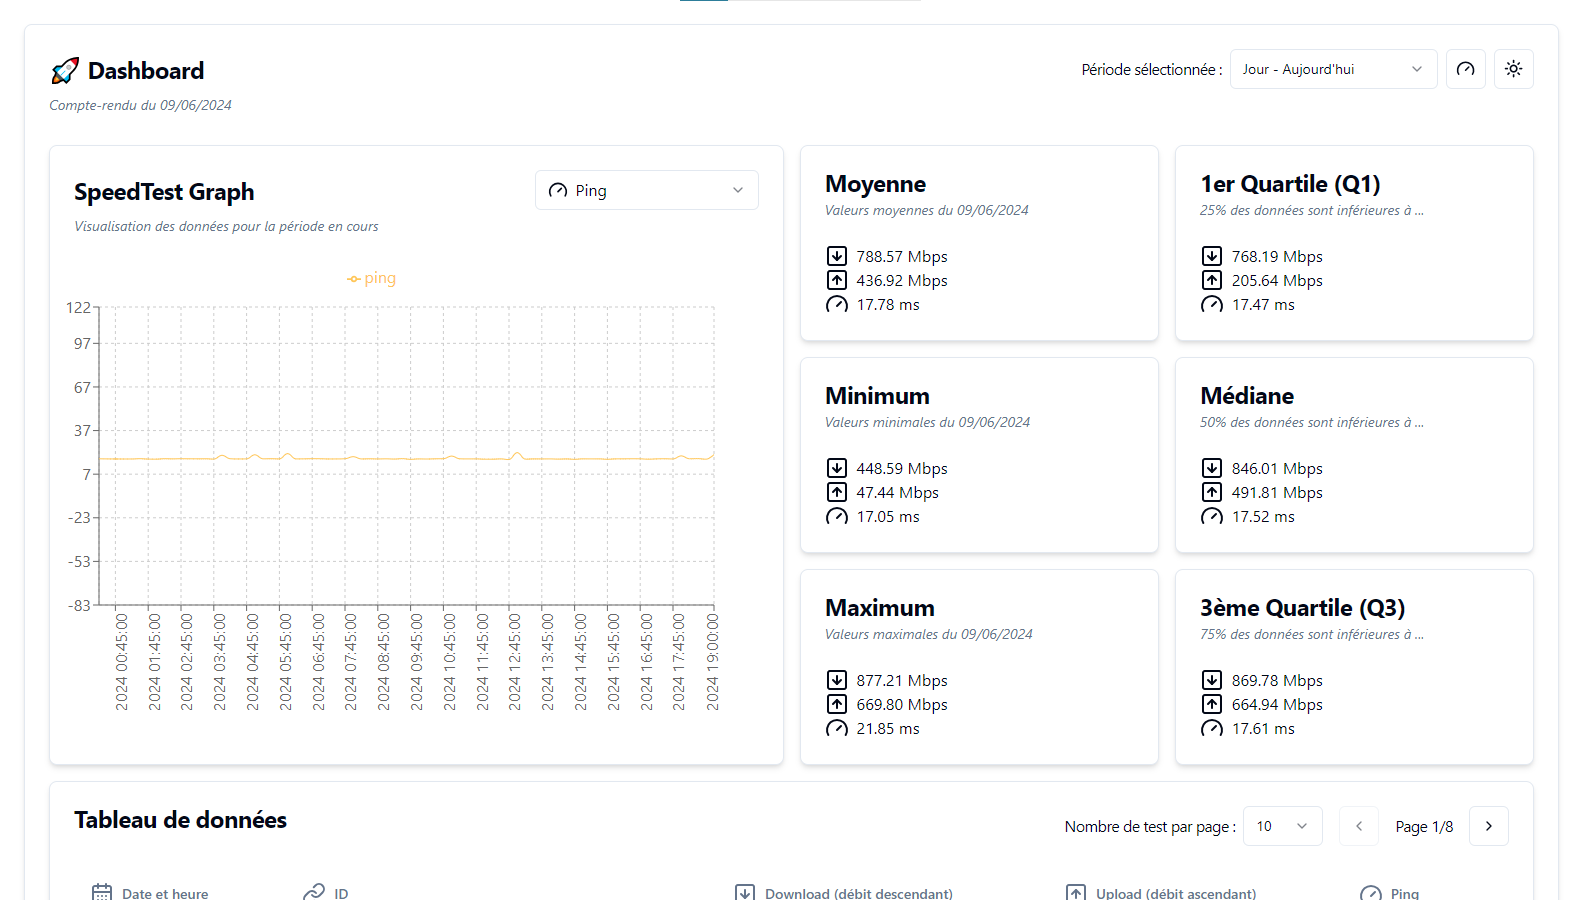 🚀 Dashboard
Compte-rendu du 09/06/2024
Période sélectionnée :
Jour - Aujourd'hui
SpeedTest Graph
Visualisation des données pour la période en cours
Ping
ping
122
97
67
37
7
-23
-53
-83
2024 00:45:00
2024 01:45:00
2024 02:45:00
2024 03:45:00
2024 04:45:00
2024 05:45:00
2024 06:45:00
2024 07:45:00
2024 08:45:00
2024 09:45:00
2024 10:45:00
2024 11:45:00
2024 12:45:00
2024 13:45:00
2024 14:45:00
2024 15:45:00
2024 16:45:00
2024 17:45:00
2024 19:00:00
Moyenne
Valeurs moyennes du 09/06/2024
788.57 Mbps
436.92 Mbps
17.78 ms
1er Quartile (Q1)
25% des données sont inférieures à ...
768.19 Mbps
205.64 Mbps
17.47 ms
Minimum
Valeurs minimales du 09/06/2024
448.59 Mbps
47.44 Mbps
17.05 ms
Médiane
50% des données sont inférieures à ...
846.01 Mbps
491.81 Mbps
17.52 ms
Maximum
Valeurs maximales du 09/06/2024
877.21 Mbps
669.80 Mbps
21.85 ms
3ème Quartile (Q3)
75% des données sont inférieures à ...
869.78 Mbps
664.94 Mbps
17.61 ms
Tableau de données
Nombre de test par page :
10
Page 1/8
Date et heure
ID
Download (débit descendant)
Upload (débit ascendant)
Ping